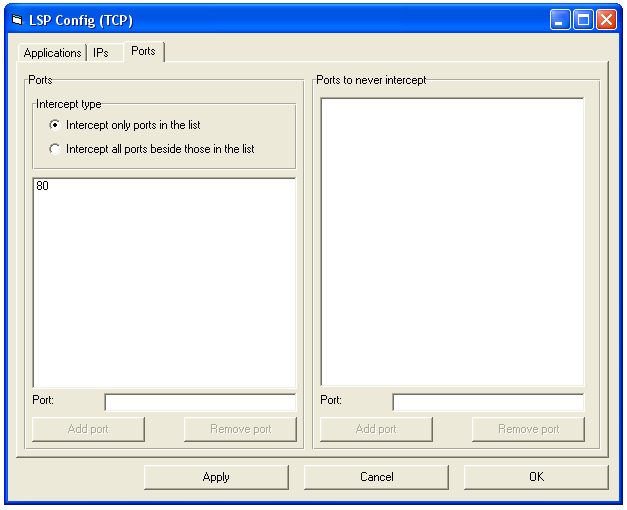 LSP Config (TCP)
Applications IPs Ports
Ports
Intercept type
Intercept only ports in the list
Intercept all ports beside those in the list
80
Port:
Add port Remove port
Ports to never intercept
Port:
Add port Remove port
Apply Cancel OK